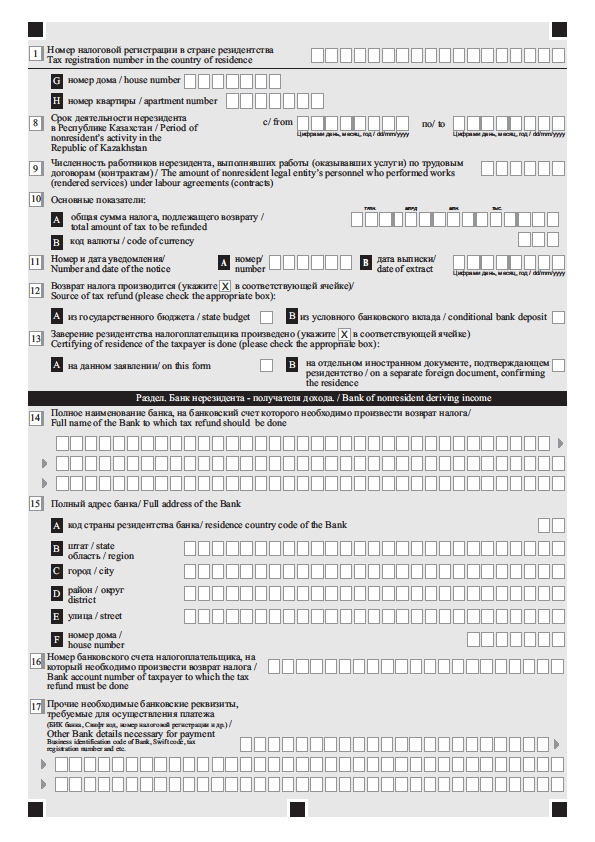 1 Номер налоговой регистрации в стране резидентства
Tax registration number in the country of residence
G номер дома / house number
H номер квартиры / apartment number
8 Срок деятельности нерезидента
в Республике Казахстан / Period of
nonresident's activity in the
Republic of Kazakhstan
с/ from
Цифрами день, месяц, год / dd/mm/yyyy
по/ to
Цифрами день, месяц, год / dd/mm/yyyy
9 Численность работников нерезидента, выполнявших работы (оказывавших услуги) по трудовым
договорам (контрактам) / The amount of nonresident legal entity's personnel who performed works
(rendered services) under labour agreements (contracts)
10 Основные показатели:
трлн. млрд. млн. тыс.
A общая сумма налога, подлежащего возврату /
total amount of tax to be refunded
B код валюты / code of currency
11 Номер и дата уведомления/
Number and date of the notice
A номер/
number
B дата выписки/
date of extract
Цифрами день, месяц, год / dd/mm/yyyy
12 Возврат налога производится (укажите X в соответствующей ячейке)/
Source of tax refund (please check the appropriate box):
A из государственного бюджета / state budget
B из условного банковского вклада / conditional bank deposit
13 Заверение резидентства налогоплательщика произведено (укажите X в соответствующей ячейке)
Certifying of residence of the taxpayer is done (please check the appropriate box):
A на данном заявлении/ on this form
B на отдельном иностранном документе, подтверждающем
резидентство / on a separate foreign document, confirming
the residence
Раздел. Банк нерезидента - получателя дохода. / Bank of nonresident deriving income
14 Полное наименование банка, на банковский счет которого необходимо произвести возврат налога/
Full name of the Bank to which tax refund should be done
15 Полный адрес банка/ Full address of the Bank
A код страны резидентства банка/ residence country code of the Bank
B штат / state
область / region
C город / city
D район / округ
district
E улица / street
F номер дома /
house number
16 Номер банковского счета налогоплательщика, на
который необходимо произвести возврат налога /
Bank account number of taxpayer to which the tax
refund must be done
17 Прочие необходимые банковские реквизиты,
требуемые для осуществления платежа
(БИК банка, Свифт код, номер налоговой регистрации и др.) /
Other Bank details necessary for payment
Business identification code of Bank, Swift code, tax
registration number and etc.